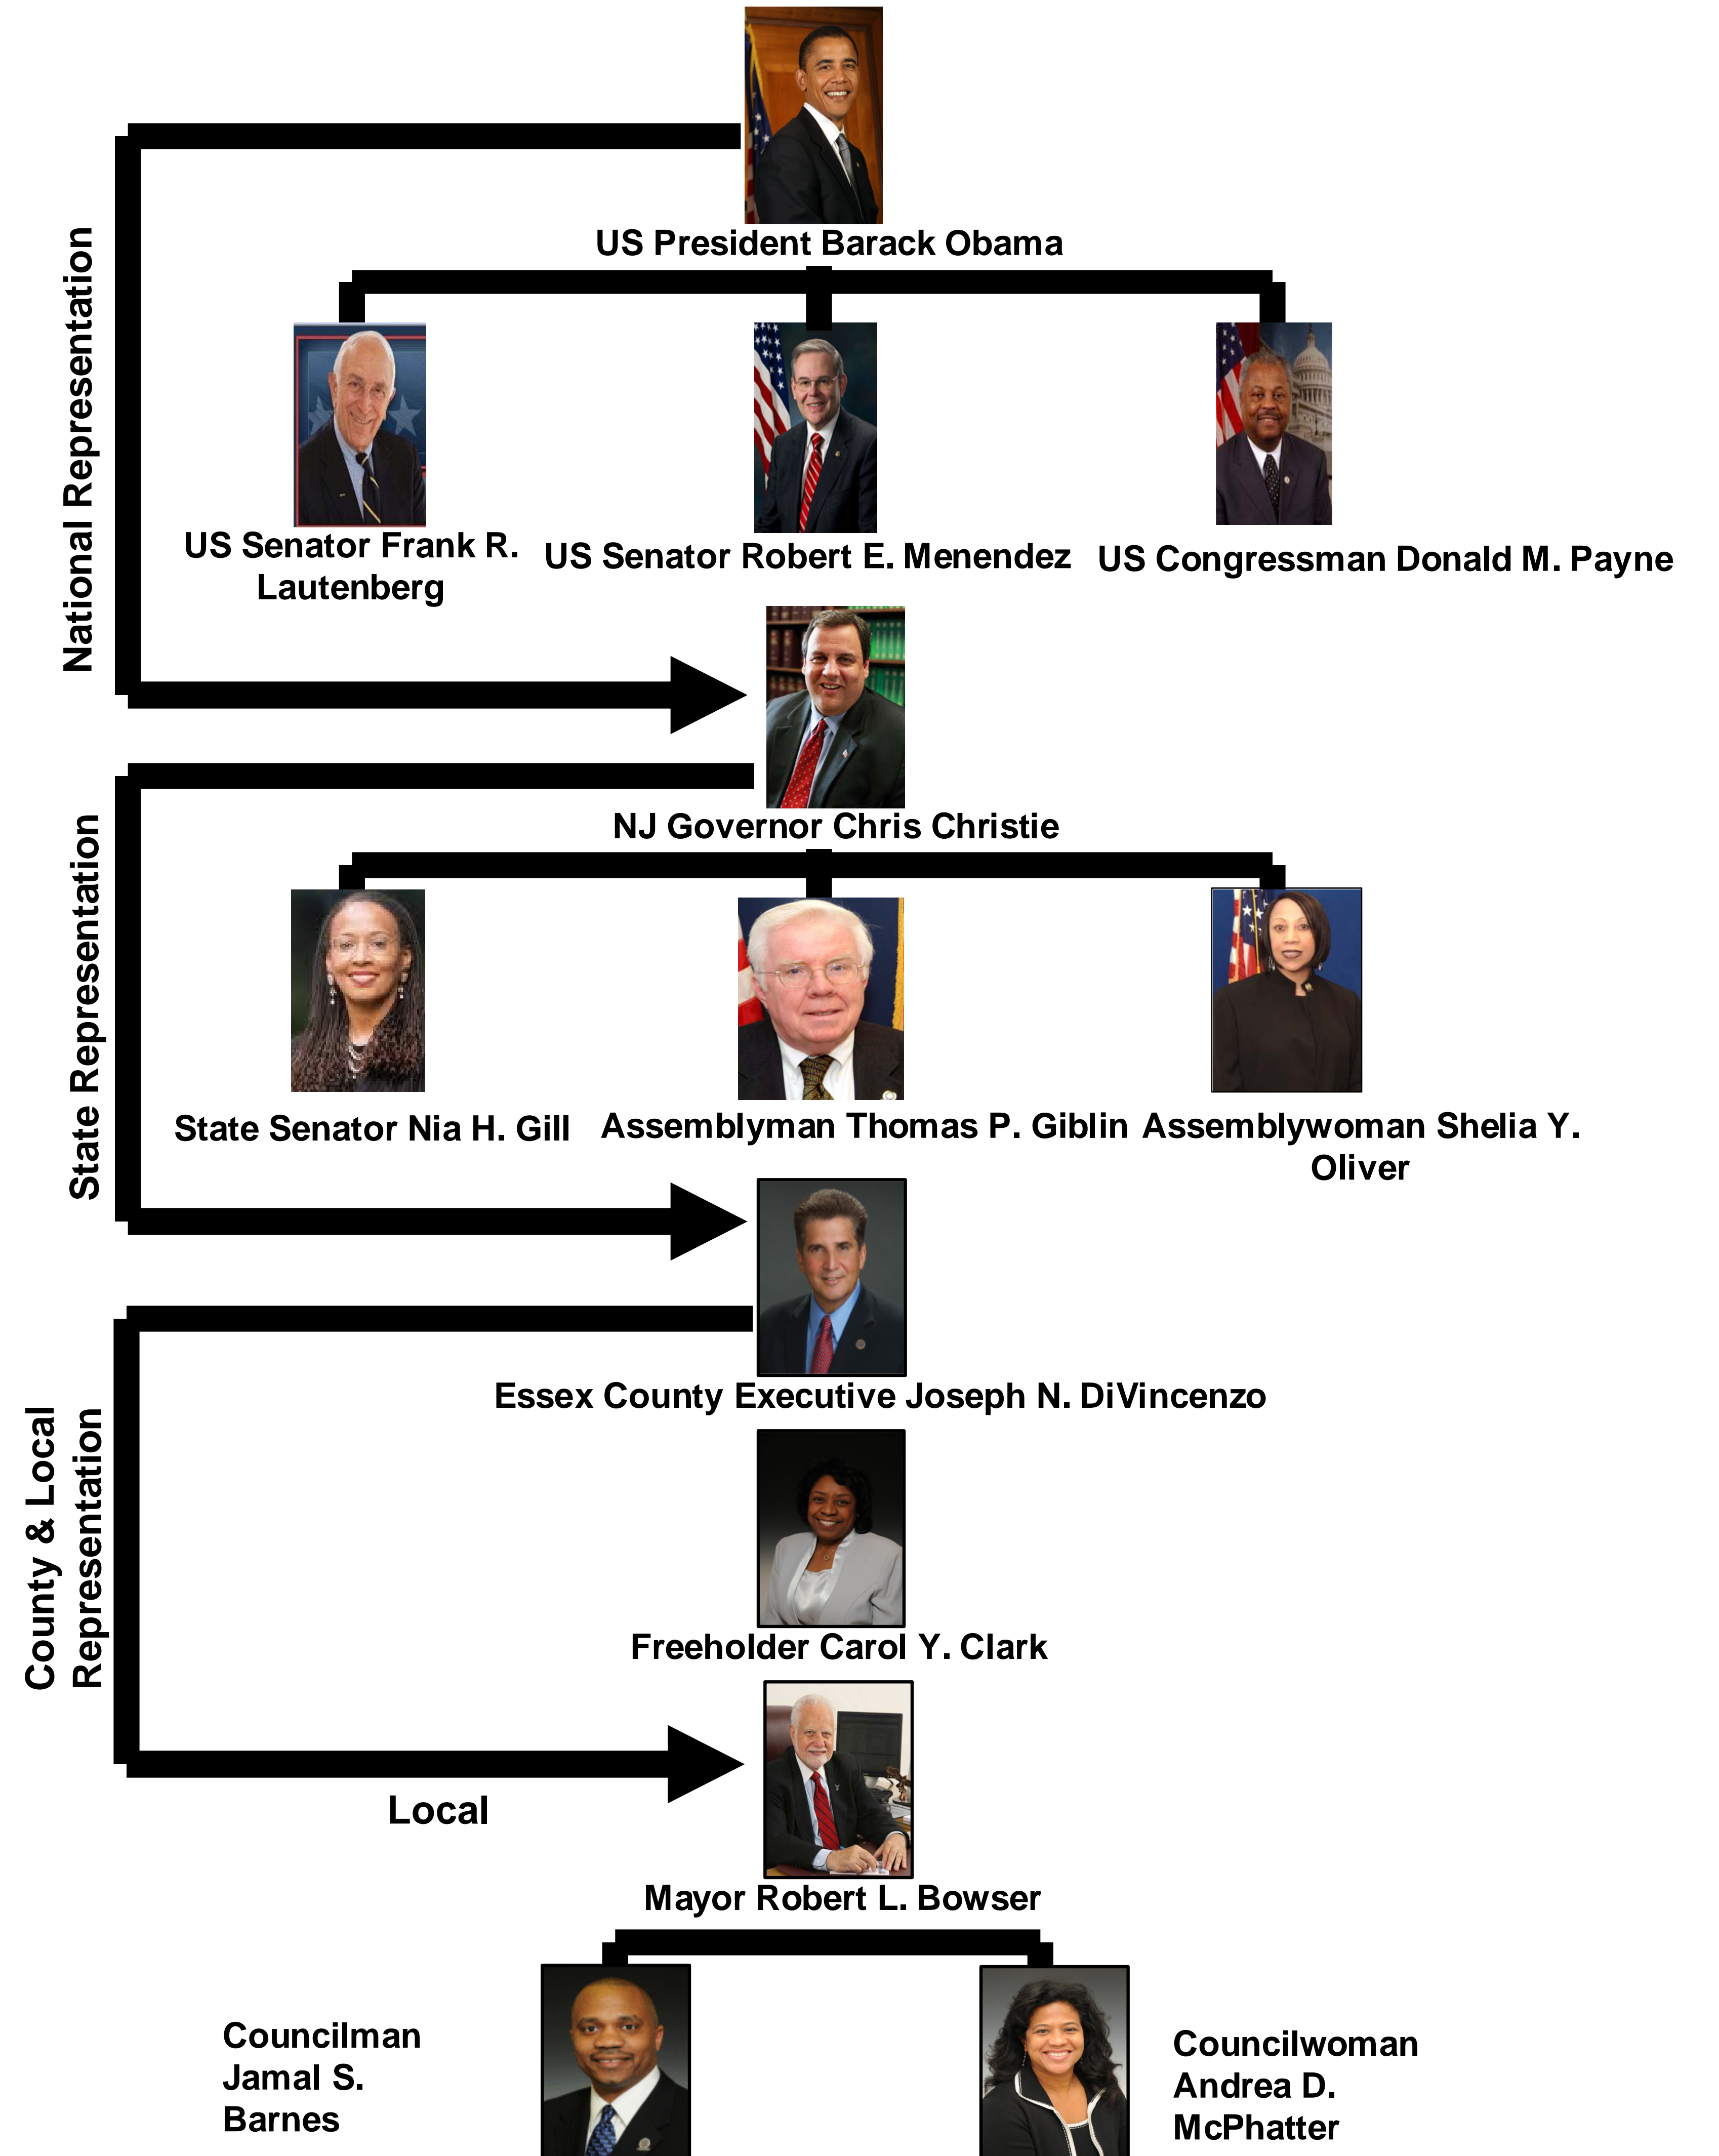 US President Barack Obama
National Representation
US Senator Frank R.
Lautenberg
US Senator Robert E. Menendez
US Congressman Donald M. Payne
NJ Governor Chris Christie
State Representation
State Senator Nia H. Gill
Assemblyman Thomas P. Giblin
Assemblywoman Shelia Y.
Oliver
Essex County Executive Joseph N. DiVincenzo
County & Local
Representation
Freeholder Carol Y. Clark
Local
Mayor Robert L. Bowser
Councilman
Jamal S.
Barnes
Councilwoman
Andrea D.
McPhatter